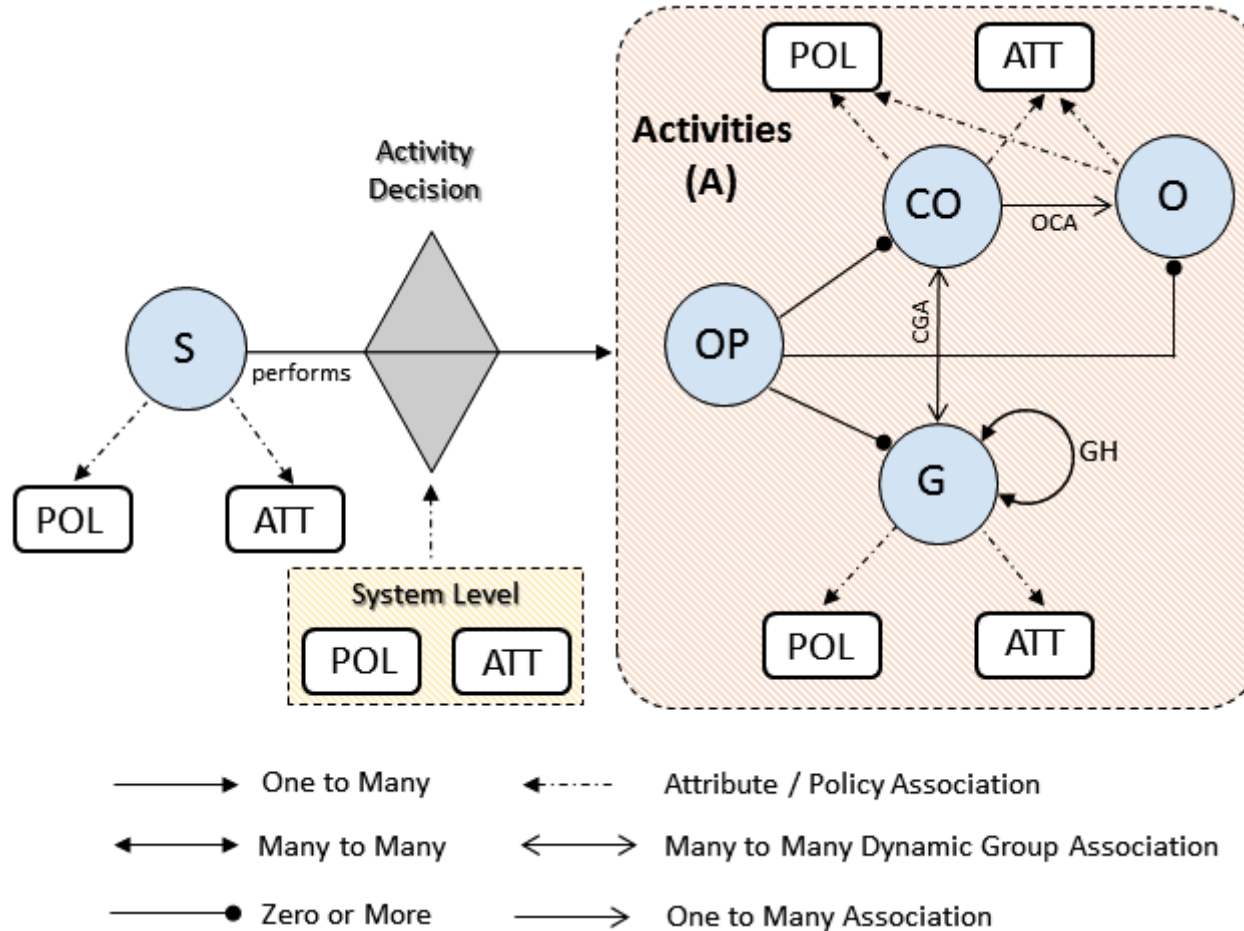 POL
ATT
Activities
(A)
Activity
Decision
CO
O
OCA
S
performs
OP
CGA
G
GH
POL
ATT
System Level
POL
ATT
POL
ATT
One to Many
Attribute / Policy Association
Many to Many
Many to Many Dynamic Group Association
Zero or More
One to Many Association